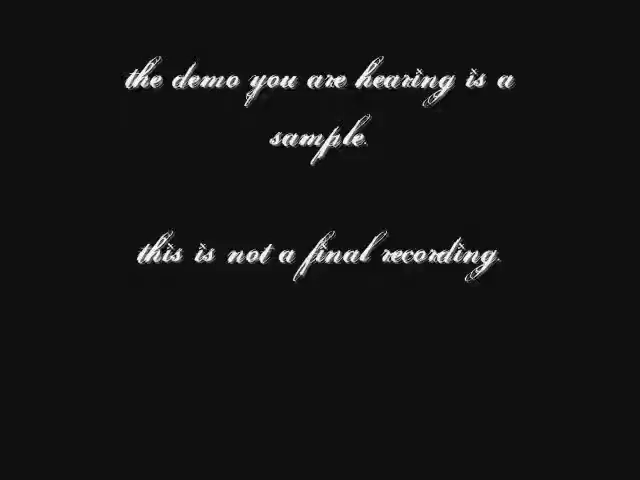 the demo you are hearing is a
sample.
this is not a final recording.